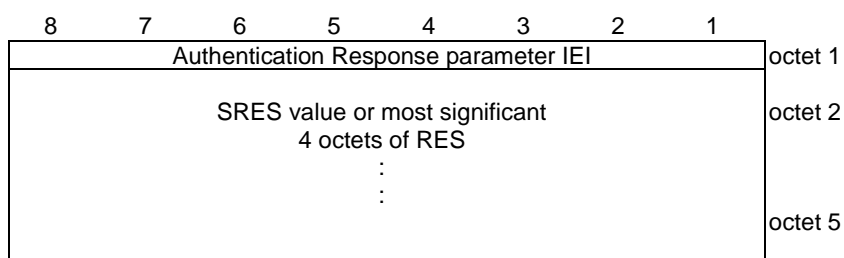 8 7 6 5 4 3 2 1
Authentication Response parameter IEI octet 1
SRES value or most significant octet 2
4 octets of RES
:
:
octet 5